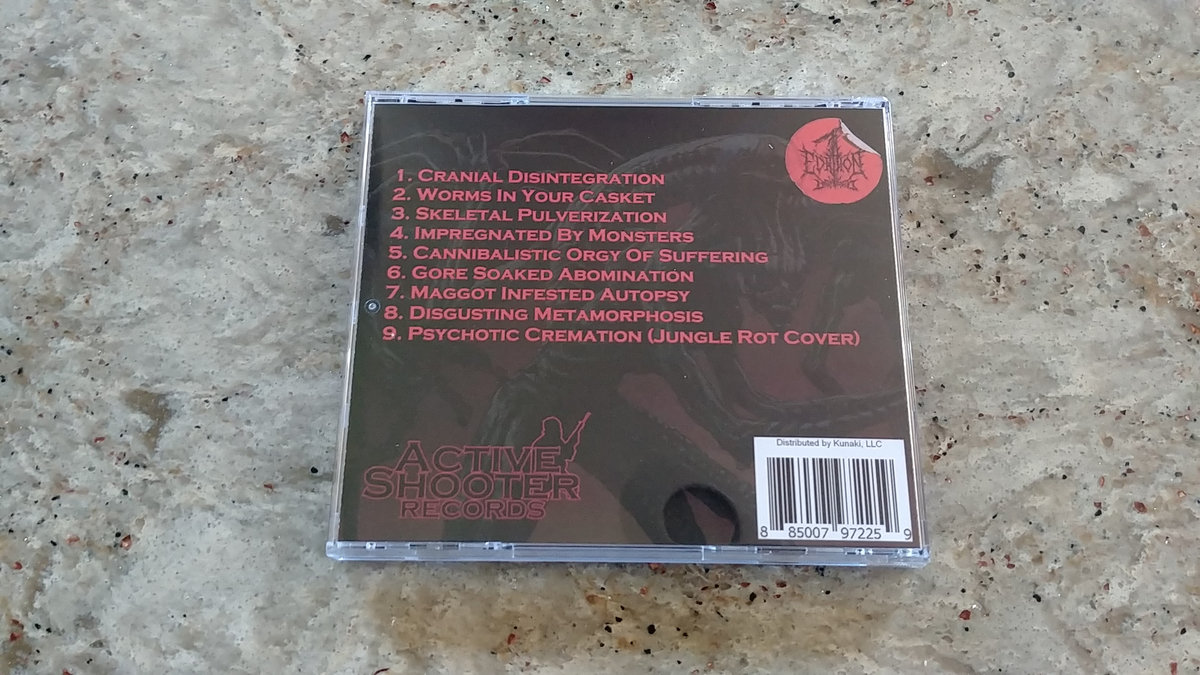 1. Cranial Disintegration
2. Worms In Your Casket
3. Skeletal Pulverization
4. Impregnated By Monsters
5. Cannibalistic Orgy Of Suffering
6. Gore Soaked Abomination
7. Maggot Infested Autopsy
8. Disgusting Metamorphosis
9. Psychotic Cremation (Jungle Rot Cover)
1
Edition
Active
Shooter
Records
Distributed by Kunaki, LLC
8 85007 97225 9